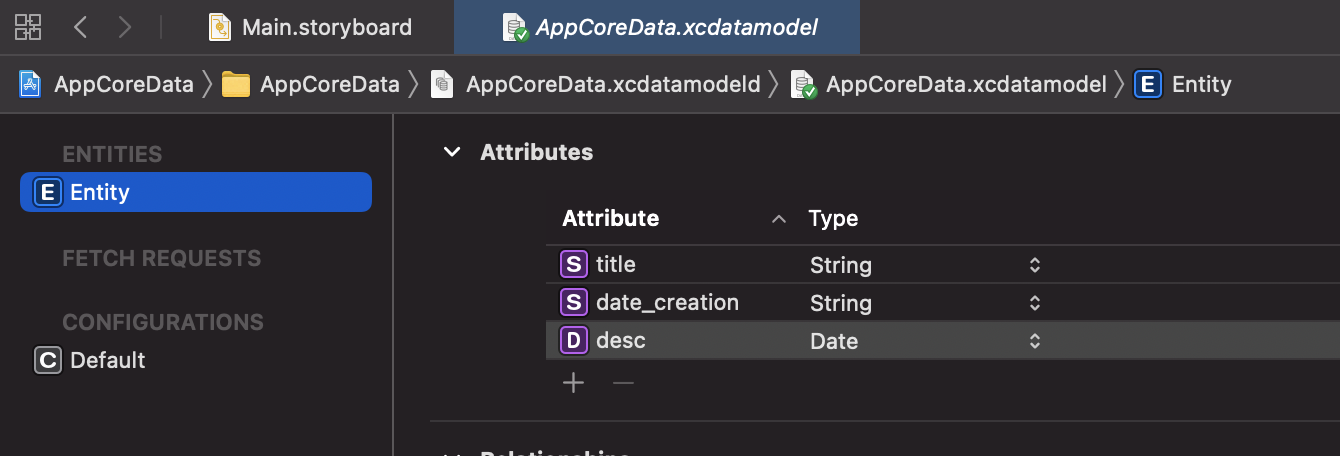 Main.storyboard AppCoreData.xcdatamodel
AppCoreData AppCoreData AppCoreData.xcdatamodeld AppCoreData.xcdatamodel E Entity
ENTITIES
E Entity
FETCH REQUESTS
CONFIGURATIONS
C Default
Attributes
Attribute Type
S title String
S date_creation String
D desc Date
Relationships